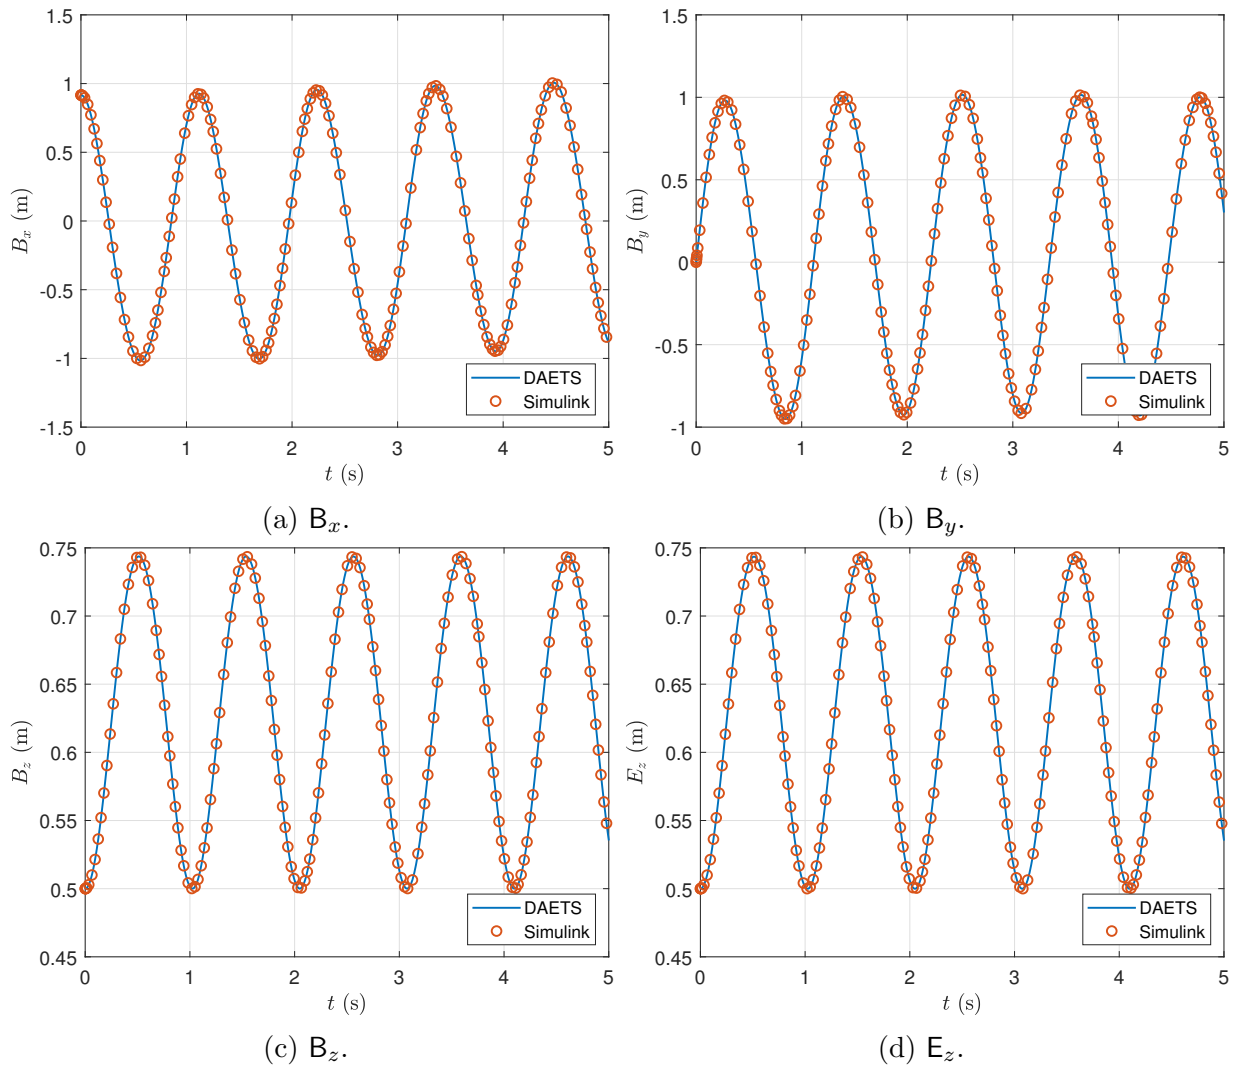 1.5
1
0.5
0
-0.5
-1
-1.5
B_x (m)
0 1 2 3 4 5
t (s)
DAETS
Simulink
(a) B_x.
1.5
1
0.5
0
-0.5
-1
B_y (m)
0 1 2 3 4 5
t (s)
DAETS
Simulink
(b) B_y.
0.75
0.7
0.65
0.6
0.55
0.5
0.45
B_z (m)
0 1 2 3 4 5
t (s)
DAETS
Simulink
(c) B_z.
0.75
0.7
0.65
0.6
0.55
0.5
0.45
E_z (m)
0 1 2 3 4 5
t (s)
DAETS
Simulink
(d) E_z.